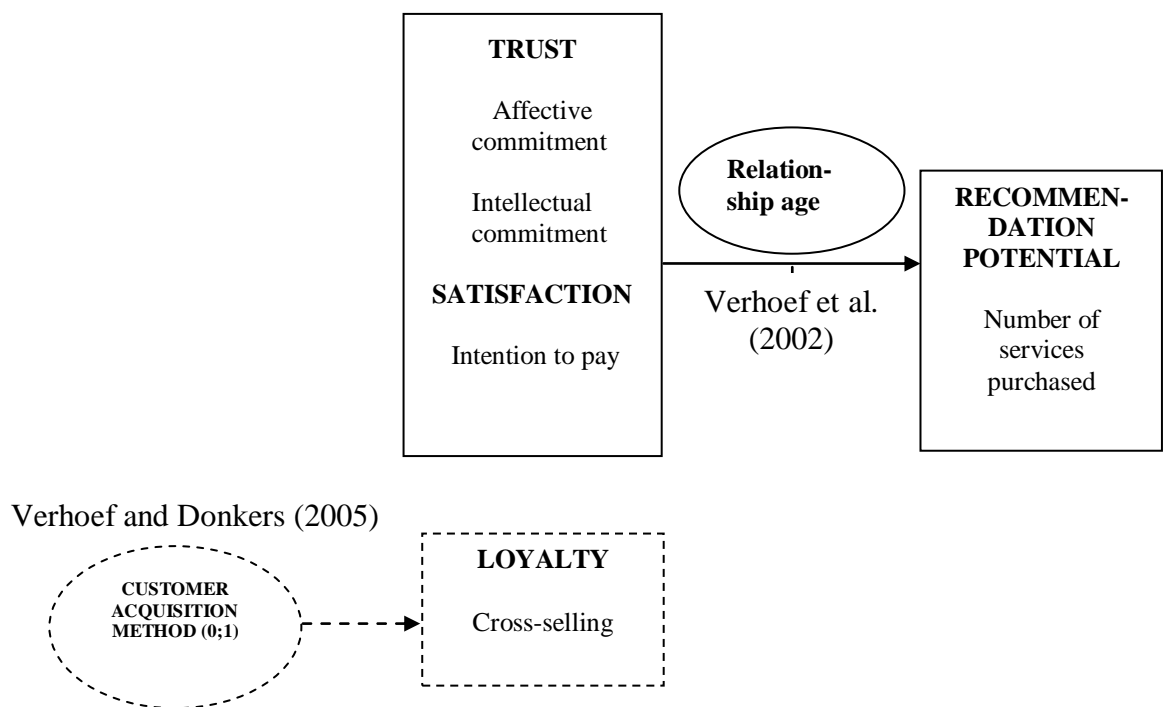 TRUST
Affective
commitment
Intellectual
commitment
SATISFACTION
Intention to pay
Relation-
ship age
Verhoef et al.
(2002)
RECOMMEN-
DATION
POTENTIAL
Number of
services
purchased
Verhoef and Donkers (2005)
CUSTOMER
ACQUISITION
METHOD (0;1)
LOYALTY
Cross-selling